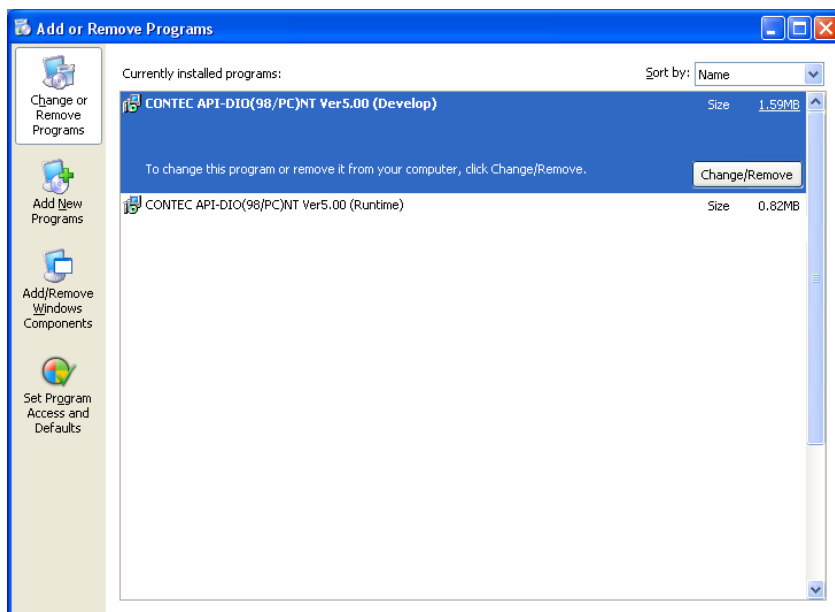 Add or Remove Programs
Change or
Remove
Programs
Add New
Programs
Add/Remove
Windows
Components
Set Program
Access and
Defaults
Currently installed programs:
Sort by: Name
CONTEC API-DIO(98/PC)NT Ver5.00 (Develop) Size 1.59MB
To change this program or remove it from your computer, click Change/Remove. Change/Remove
CONTEC API-DIO(98/PC)NT Ver5.00 (Runtime) Size 0.82MB